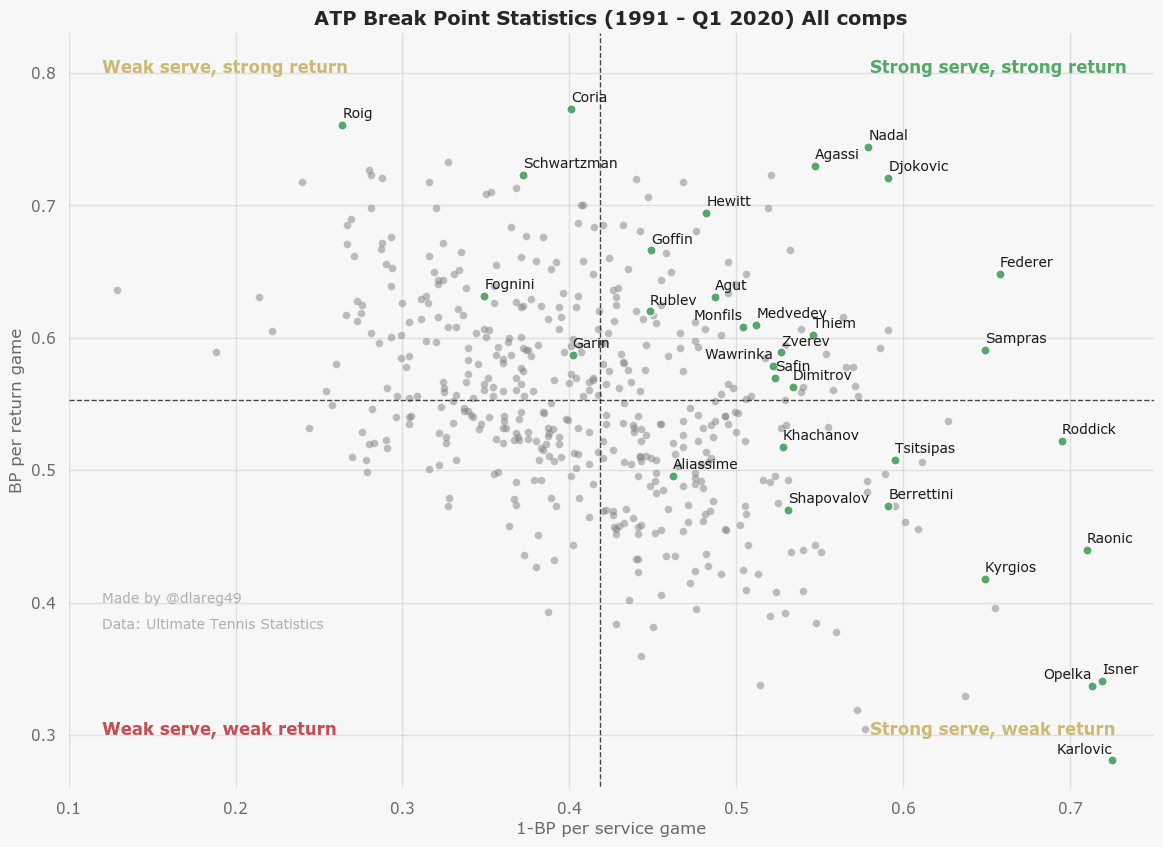 ATP Break Point Statistics (1991 - Q1 2020) All comps
Weak serve, strong return
Strong serve, strong return
Coria
Roig
Nadal
Agassi
Schwartzman
Djokovic
Hewitt
Goffin
Federer
Fognini
Agut
Rublev
Monfils
Medvedev
Thiem
Garin
Zverev
Sampras
Wawrinka
Safin
Dimitrov
Khachanov
Roddick
Tsitsipas
Aliassime
Shapovalov
Berrettini
Raonic
Kyrgios
Made by @dlareg49
Data: Ultimate Tennis Statistics
Opelka
Isner
Weak serve, weak return
Strong serve, weak return
Karlovic
0.8
0.7
0.6
0.5
0.4
0.3
BP per return game
0.1 0.2 0.3 0.4 0.5 0.6 0.7
1-BP per service game